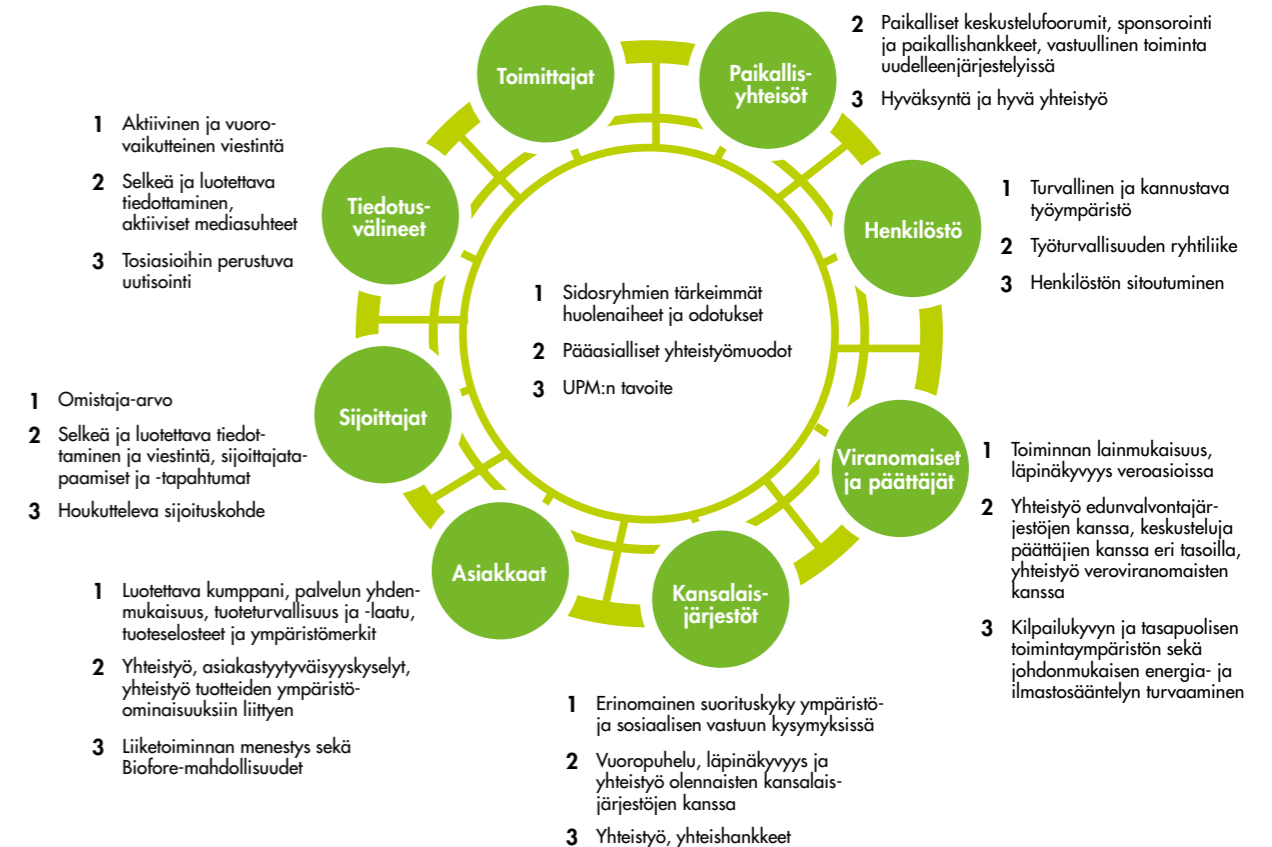 Toimittajat
Paikallis-
yhteisöt
2 Paikalliset keskustelufoorumit, sponsorointi
ja paikallishankkeet, vastuullinen toiminta
uudelleenjärjestelyissä
3 Hyväksyntä ja hyvä yhteistyö
Henkilöstö
1 Turvallinen ja kannustava
työympäristö
2 Työturvallisuuden ryhtiliike
3 Henkilöstön sitoutuminen
Viranomaiset
ja päättäjät
1 Toiminnan lainmukaisuus,
läpinäkyvyys veroasioissa
2 Yhteistyö edunvalvontajär-
jestöjen kanssa, keskusteluja
päättäjien kanssa eri tasoilla,
yhteistyö veroviranomaisten
kanssa
3 Kilpailukyvyn ja tasapuolisen
toimintaympäristön sekä
johdonmukaisen energia- ja
ilmastosääntelyn turvaaminen
Kansalais-
järjestöt
1 Erinomainen suorituskyky ympäristö-
ja sosiaalisen vastuun kysymyksissä
2 Vuoropuhelu, läpinäkyvyys ja
yhteistyö olennaisten kansalais-
järjestöjen kanssa
3 Yhteistyö, yhteishankkeet
Asiakkaat
1 Luotettava kumppani, palvelun yhden-
mukaisuus, tuoteturvallisuus ja -laatu,
tuoteselosteet ja ympäristömerkit
2 Yhteistyö, asiakastyytyväisyyskyselyt,
yhteistyö tuotteiden ympäristö-
ominaisuuksiin liittyen
3 Liiketoiminnan menestys sekä
Biofore-mahdollisuudet
Sijoittajat
1 Omistaja-arvo
2 Selkeä ja luotettava tiedot-
taminen ja viestintä, sijoittajata-
paamiset ja -tapahtumat
3 Houkutteleva sijoituskohde
Tiedotus-
välineet
1 Aktiivinen ja vuoro-
vaikutteinen viestintä
2 Selkeä ja luotettava
tiedottaminen,
aktiiviset mediasuhteet
3 Tosiasioihin perustuva
uutisointi
1 Sidosryhmien tärkeimmät
huolenaiheet ja odotukset
2 Pääasialliset yhteistyömuodot
3 UPM:n tavoite